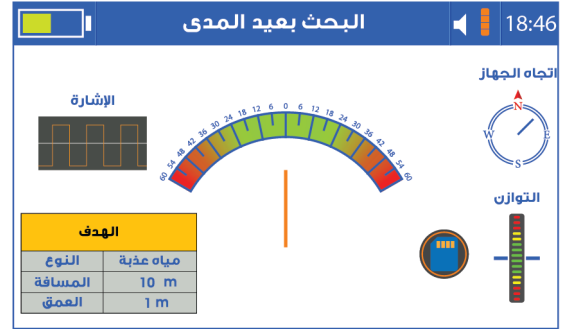 البحث بعيد المدى
18:46
اتجاه الجهاز
N
W E
S
الإشارة
60 54 48 42 36 30 24 18 12 6 0 6 12 18 24 30 36 42 48 54 60
التوازن
الهدف
النوع مياه عذبة
المسافة 10 m
العمق 1 m